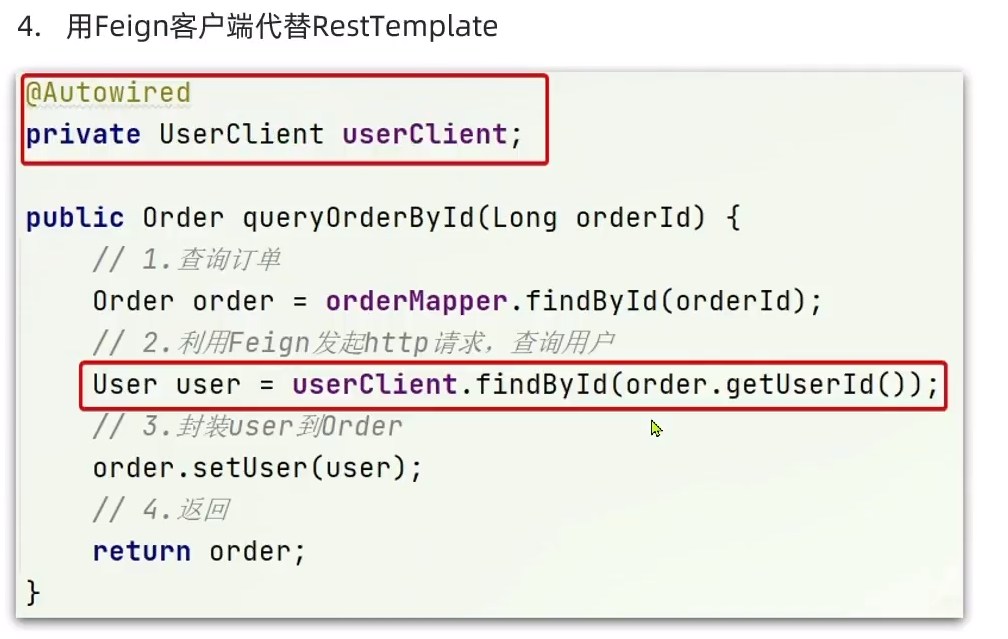 4. 用Feign客户端代替RestTemplate
@Autowired
private UserClient userClient;
public Order queryOrderById(Long orderId) {
// 1.查询订单
Order order = orderMapper.findById(orderId);
// 2.利用Feign发起http请求，查询用户
User user = userClient.findById(order.getUserId());
// 3.封装user到Order
order.setUser(user);
// 4.返回
return order;
}